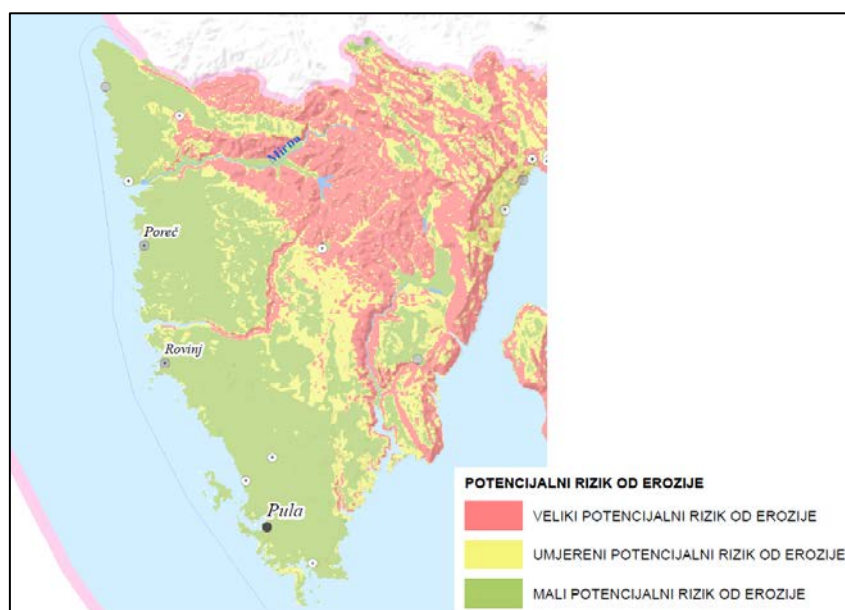 Mirna
Poreč
Rovinj
Pula
POTENCIJALNI RIZIK OD EROZIJE
VELIKI POTENCIJALNI RIZIK OD EROZIJE
UMJERENI POTENCIJALNI RIZIK OD EROZIJE
MALI POTENCIJALNI RIZIK OD EROZIJE